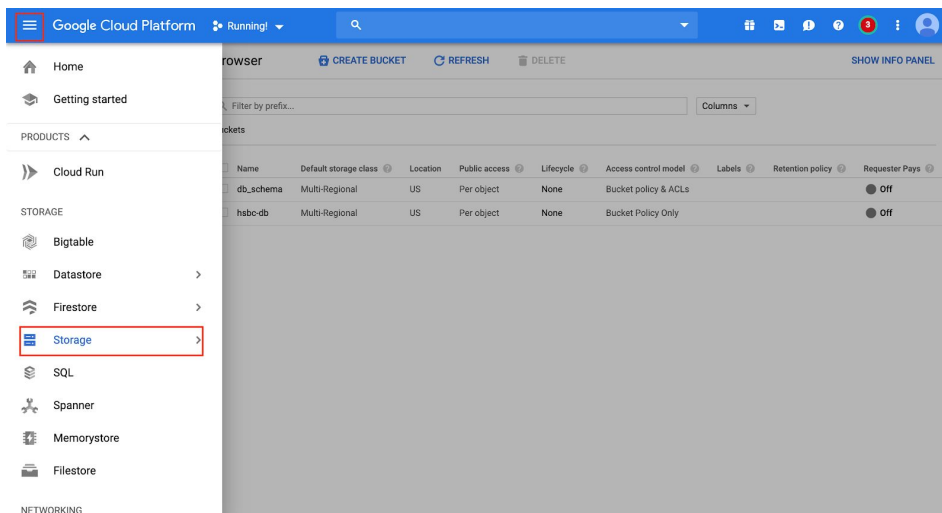 Google Cloud Platform Running! 3
Home
Getting started
PRODUCTS
Cloud Run
STORAGE
Bigtable
Datastore
Firestore
Storage
SQL
Spanner
Memorystore
Filestore
NETWORKING
rowser CREATE BUCKET REFRESH DELETE SHOW INFO PANEL
Filter by prefix... Columns
uckets
Name Default storage class Location Public access Lifecycle Access control model Labels Retention policy Requester Pays
db_schema Multi-Regional US Per object None Bucket policy & ACLs Off
hsbc-db Multi-Regional US Per object None Bucket Policy Only Off